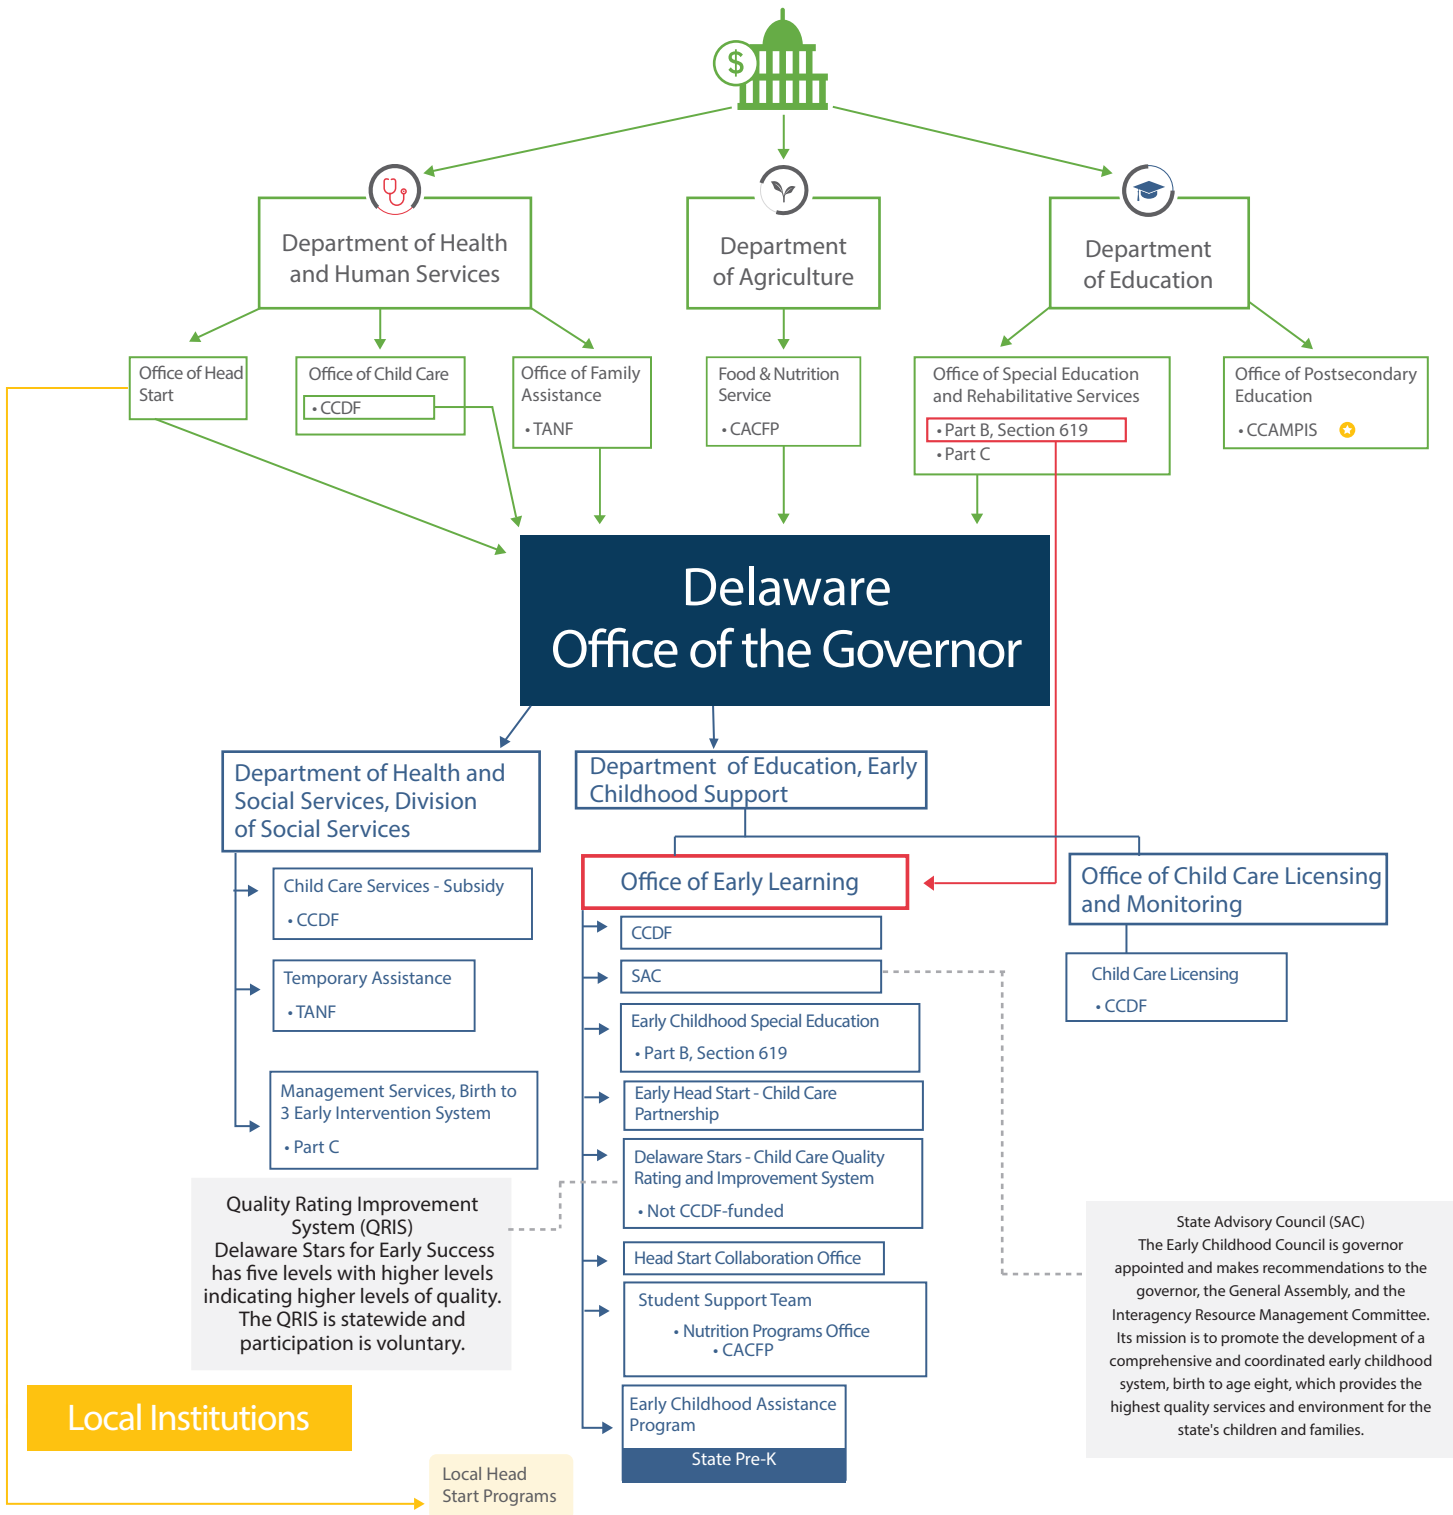 $
Department of Health
and Human Services
Department
of Agriculture
Department
of Education
Office of Head
Start
Office of Child Care
• CCDF
Office of Family
Assistance
• TANF
Food & Nutrition
Service
• CACFP
Office of Special Education
and Rehabilitative Services
• Part B, Section 619
• Part C
Office of Postsecondary
Education
• CCAMPIS
Delaware
Office of the Governor
Department of Health and
Social Services, Division
of Social Services
Child Care Services - Subsidy
• CCDF
Temporary Assistance
• TANF
Management Services, Birth to
3 Early Intervention System
• Part C
Department of Education, Early
Childhood Support
Office of Early Learning
CCDF
SAC
Early Childhood Special Education
• Part B, Section 619
Early Head Start - Child Care
Partnership
Delaware Stars - Child Care Quality
Rating and Improvement System
• Not CCDF-funded
Head Start Collaboration Office
Student Support Team
• Nutrition Programs Office
• CACFP
Early Childhood Assistance
Program
State Pre-K
Office of Child Care Licensing
and Monitoring
Child Care Licensing
• CCDF
Quality Rating Improvement
System (QRIS)
Delaware Stars for Early Success
has five levels with higher levels
indicating higher levels of quality.
The QRIS is statewide and
participation is voluntary.
State Advisory Council (SAC)
The Early Childhood Council is governor
appointed and makes recommendations to the
governor, the General Assembly, and the
Interagency Resource Management Committee.
Its mission is to promote the development of a
comprehensive and coordinated early childhood
system, birth to age eight, which provides the
highest quality services and environment for the
state's children and families.
Local Institutions
Local Head
Start Programs